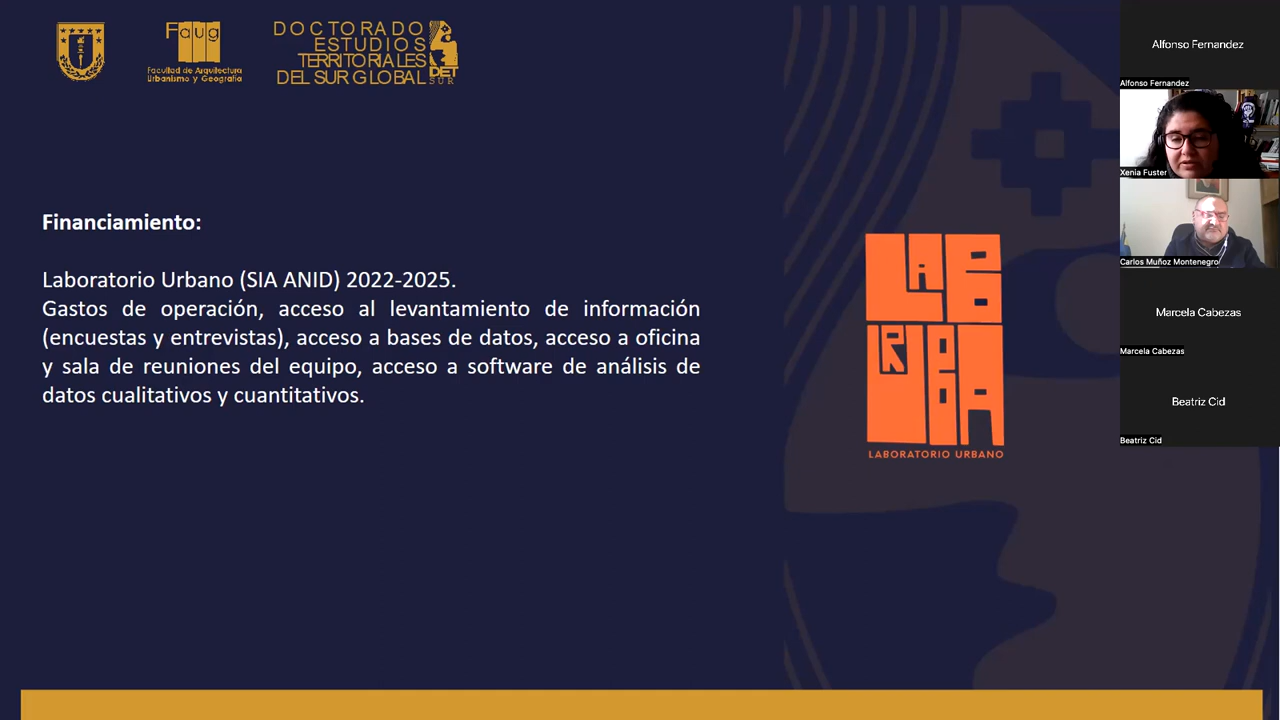 Faug
Facultad de Arquitectura
Urbanismo y Geografía
DOCTORADO
ESTUDIOS
TERRITORIALES
DEL SUR GLOBAL
DET
SUR
Financiamiento:
Laboratorio Urbano (SIA ANID) 2022-2025.
Gastos de operación, acceso al levantamiento de información
(encuestas y entrevistas), acceso a bases de datos, acceso a oficina
y sala de reuniones del equipo, acceso a software de análisis de
datos cualitativos y cuantitativos.
LABORATORIO URBANO
Alfonso Fernandez
Alfonso Fernandez
Xenia Fuster
Carlos Muñoz Montenegro
Marcela Cabezas
Marcela Cabezas
Beatriz Cid
Beatriz Cid